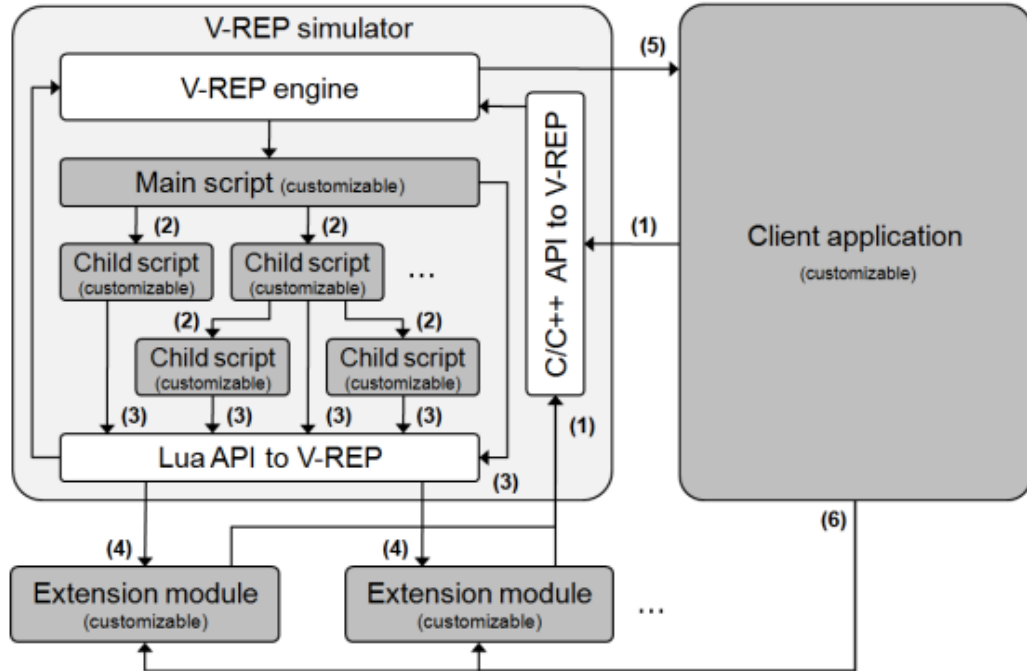 V-REP simulator
(5)
V-REP engine
C/C++ API to V-REP
Main script (customizable)
(2)
(2)
(1)
Client application
(customizable)
Child script
(customizable)
Child script
(customizable)
...
(2)
(2)
Child script
(customizable)
Child script
(customizable)
(3)
(3)
(3)
(3)
(1)
Lua API to V-REP
(3)
(6)
(4)
(4)
Extension module
(customizable)
Extension module
(customizable)
...